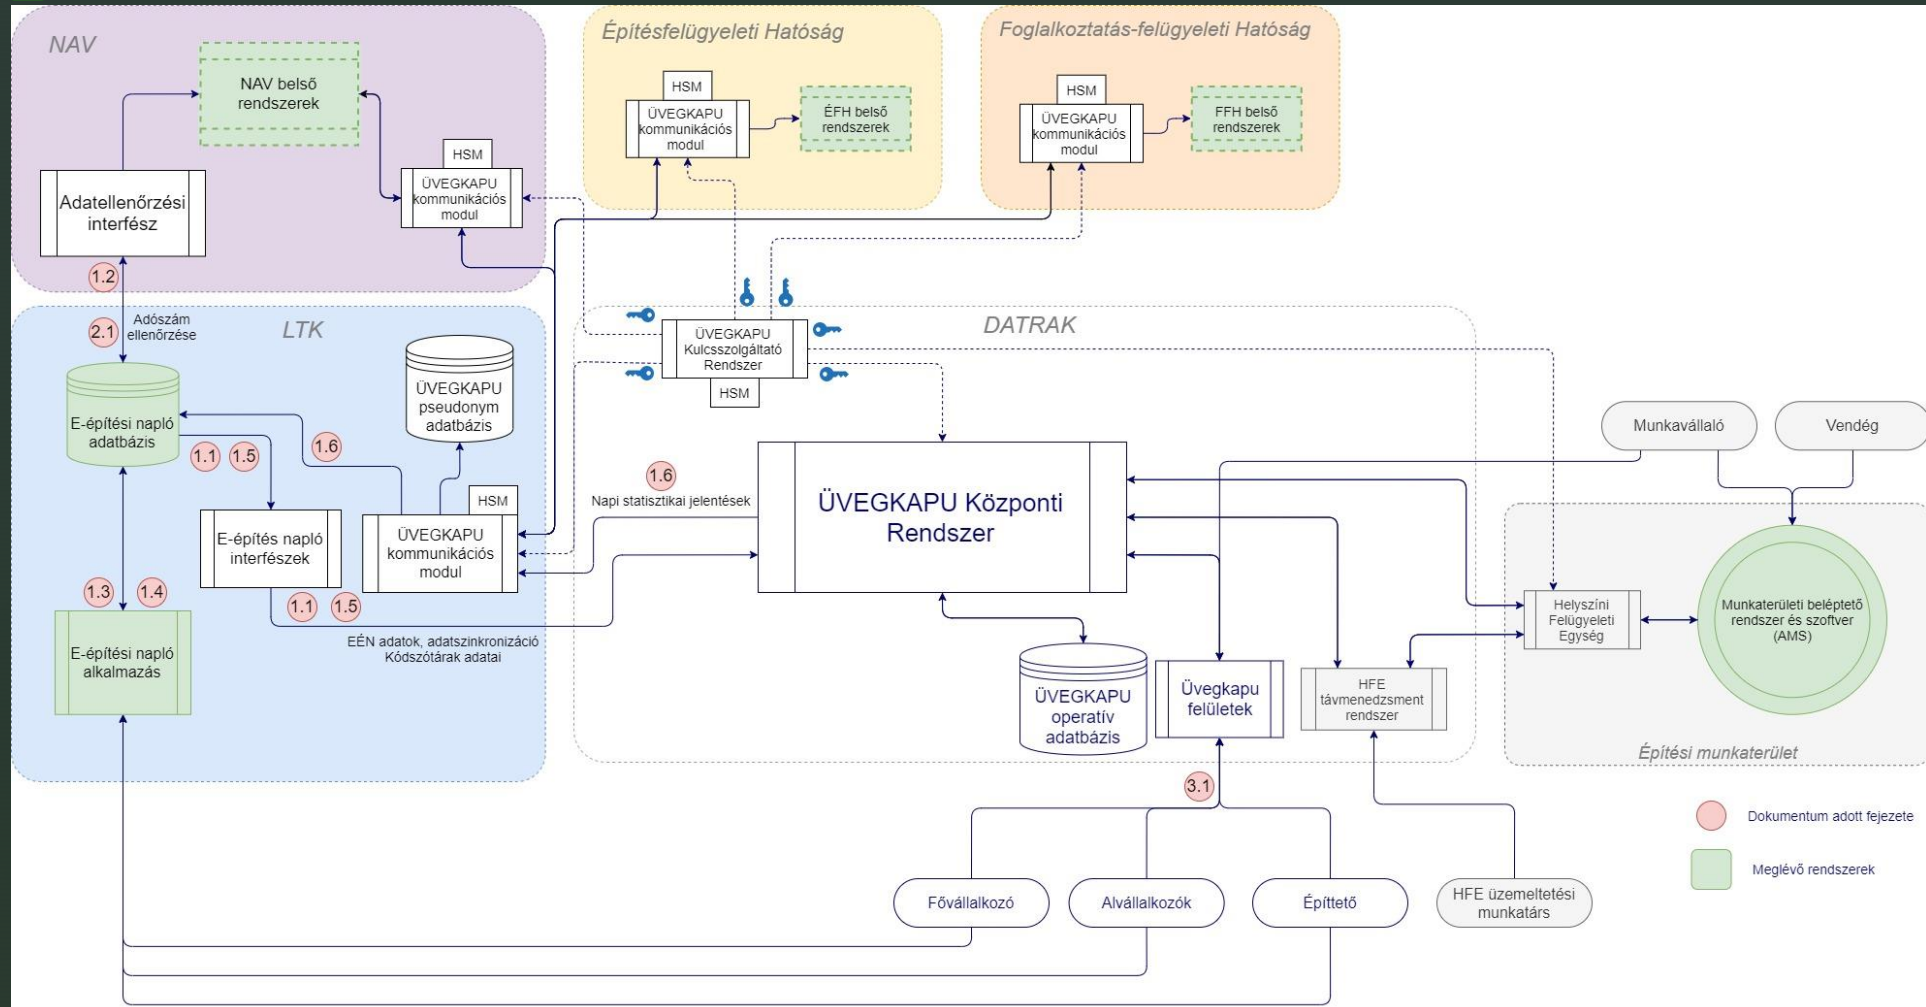 NAV
NAV belső
rendszerek
HSM
ÜVEGKAPU
kommunikációs
modul
Adatellenőrzési
interfész
1.2
Építésfelügyeleti Hatóság
HSM
ÜVEGKAPU
kommunikációs
modul
ÉFH belső
rendszerek
Foglalkoztatás-felügyeleti Hatóság
HSM
ÜVEGKAPU
kommunikációs
modul
FFH belső
rendszerek
LTK
2.1
Adószám
ellenőrzése
E-építési napló
adatbázis
ÜVEGKAPU
pseudonym
adatbázis
1.6
1.1
1.5
HSM
ÜVEGKAPU
kommunikációs
modul
E-építés napló
interfészek
1.3
1.4
1.1
1.5
EÉN adatok, adatszinkronizáció
Kódszótárak adatai
E-építési napló
alkalmazás
DATRAK
ÜVEGKAPU
Kulcsszolgáltató
Rendszer
HSM
1.6
Napi statisztikai jelentések
ÜVEGKAPU Központi
Rendszer
ÜVEGKAPU
operatív
adatbázis
Üvegkapu
felületek
HFE
távmenedzsment
rendszer
Munkavállaló
Vendég
Helyszíni
Felügyeleti
Egység
Munkaterületi beléptető
rendszer és szoftver
(AMS)
Építési munkaterület
3.1
Dokumentum adott fejezete
Meglévő rendszerek
Fővállalkozó
Alvállalkozók
Építtető
HFE üzemeltetési
munkatárs